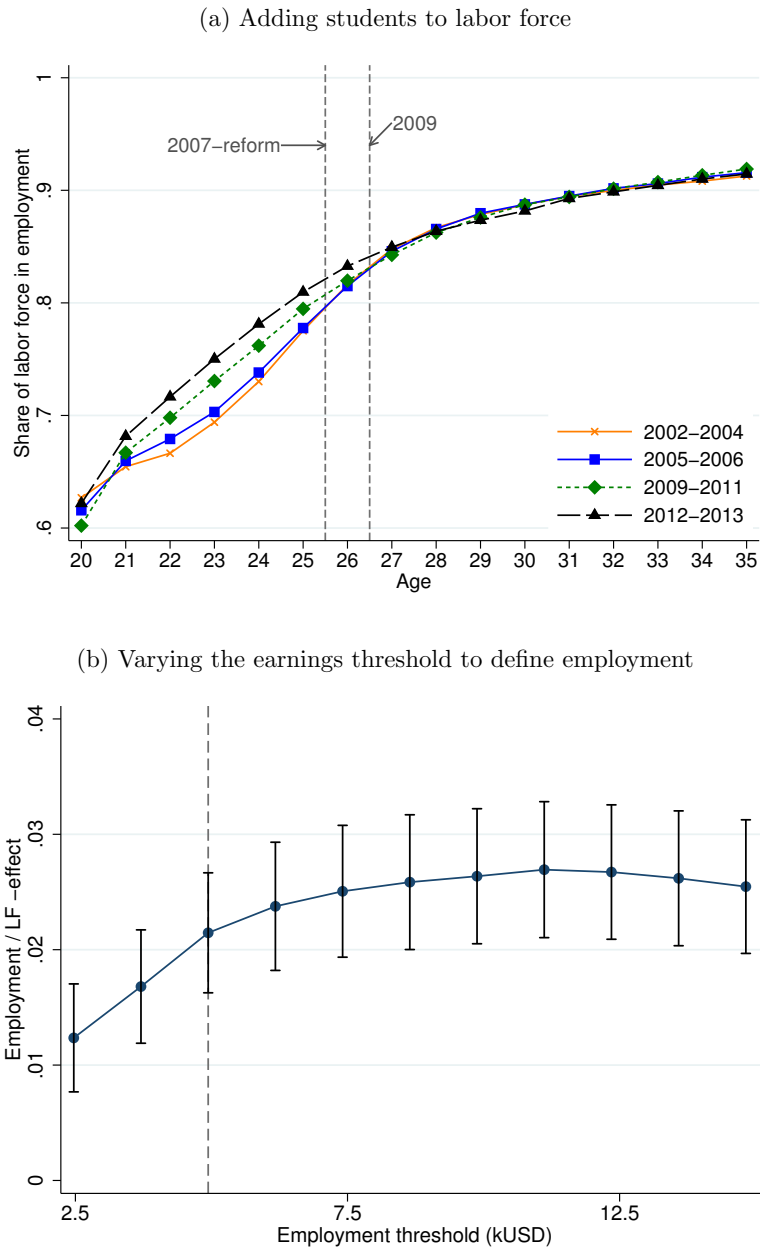 (a) Adding students to labor force
Share of labor force in employment
1
.9
.8
.7
.6
2007−reform
2009
2002−2004
2005−2006
2009−2011
2012−2013
20 21 22 23 24 25 26 27 28 29 30 31 32 33 34 35
Age
(b) Varying the earnings threshold to define employment
Employment / LF −effect
.04
.03
.02
.01
0
2.5 7.5 12.5
Employment threshold (kUSD)